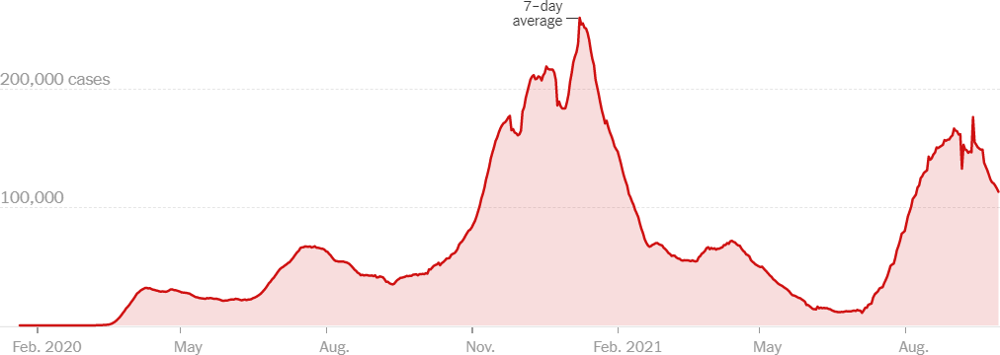 7-day
average
200,000 cases
100,000
Feb. 2020
May
Aug.
Nov.
Feb. 2021
May
Aug.